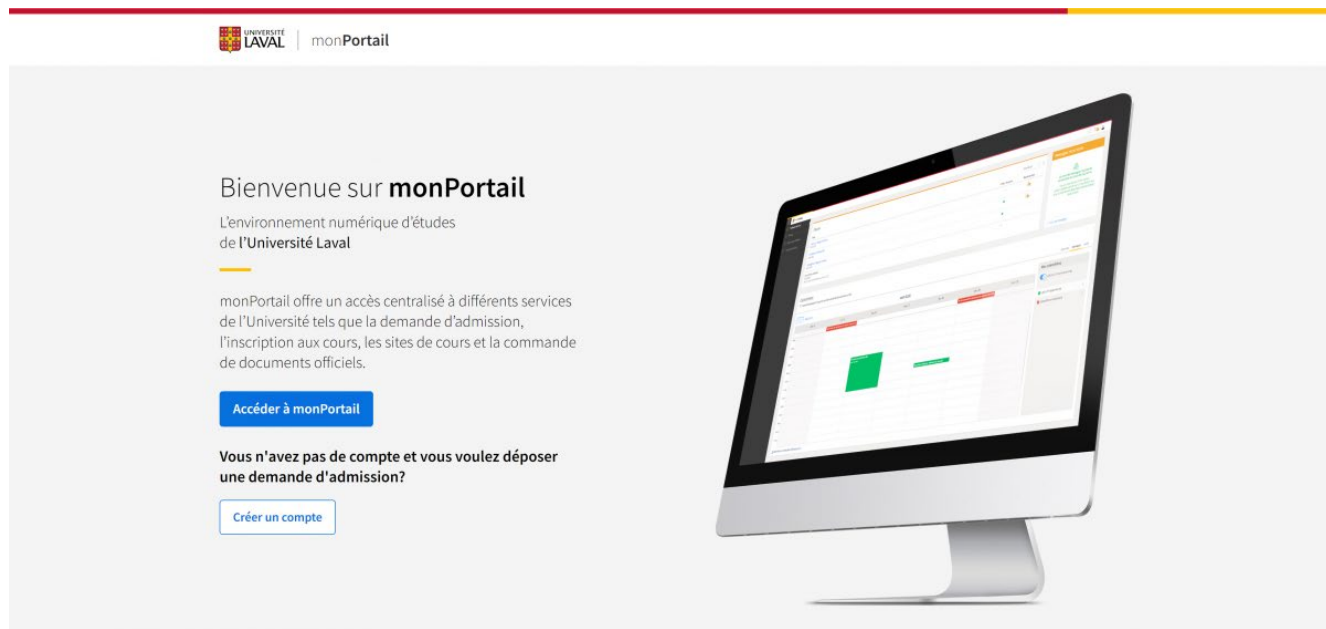 UNIVERSITÉ
LAVAL
monPortail
Bienvenue sur monPortail
L'environnement numérique d'études
de l'Université Laval
monPortail offre un accès centralisé à différents services
de l'Université tels que la demande d'admission,
l'inscription aux cours, les sites de cours et la commande
de documents officiels.
Accéder à monPortail
Vous n'avez pas de compte et vous voulez déposer
une demande d'admission?
Créer un compte